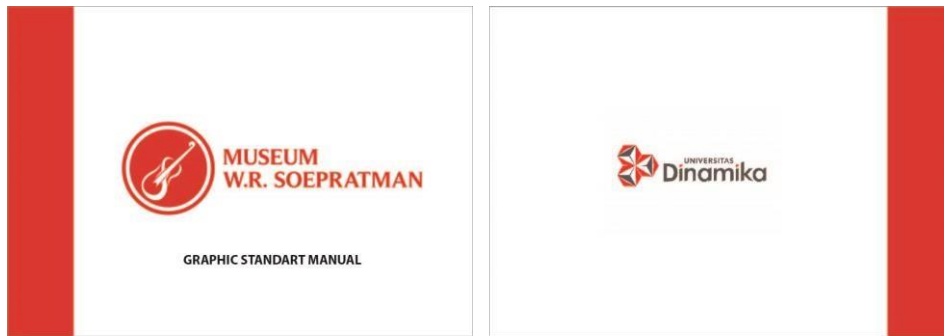 MUSEUM
W.R. SOEPRATMAN
GRAPHIC STANDART MANUAL
UNIVERSITAS
Dinamika